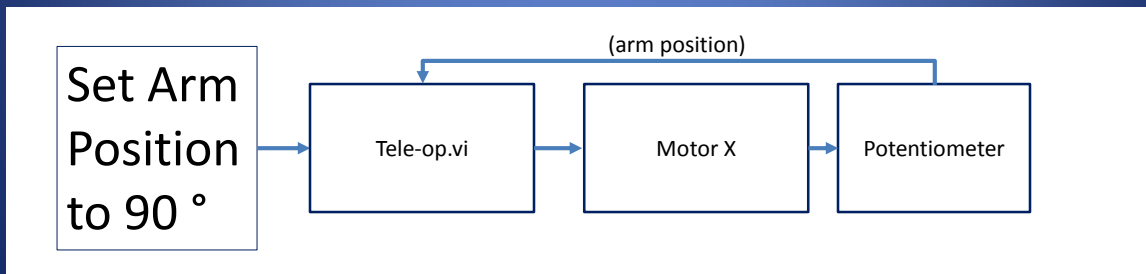 (arm position)
Set Arm
Position
to 90 °
Tele-op.vi
Motor X
Potentiometer